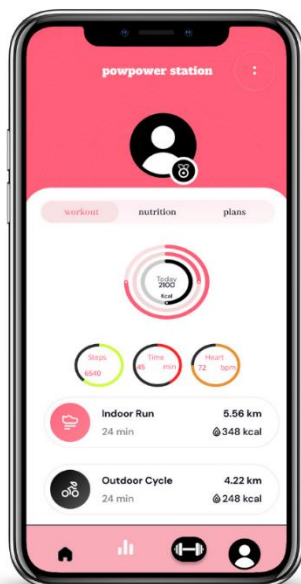 powpower station
workout nutrition plans
Today
2100
Kcal
Steps
6540
Time
45 min
Heart
72 bpm
Indoor Run 5.56 km
24 min 348 kcal
Outdoor Cycle 4.22 km
24 min 248 kcal